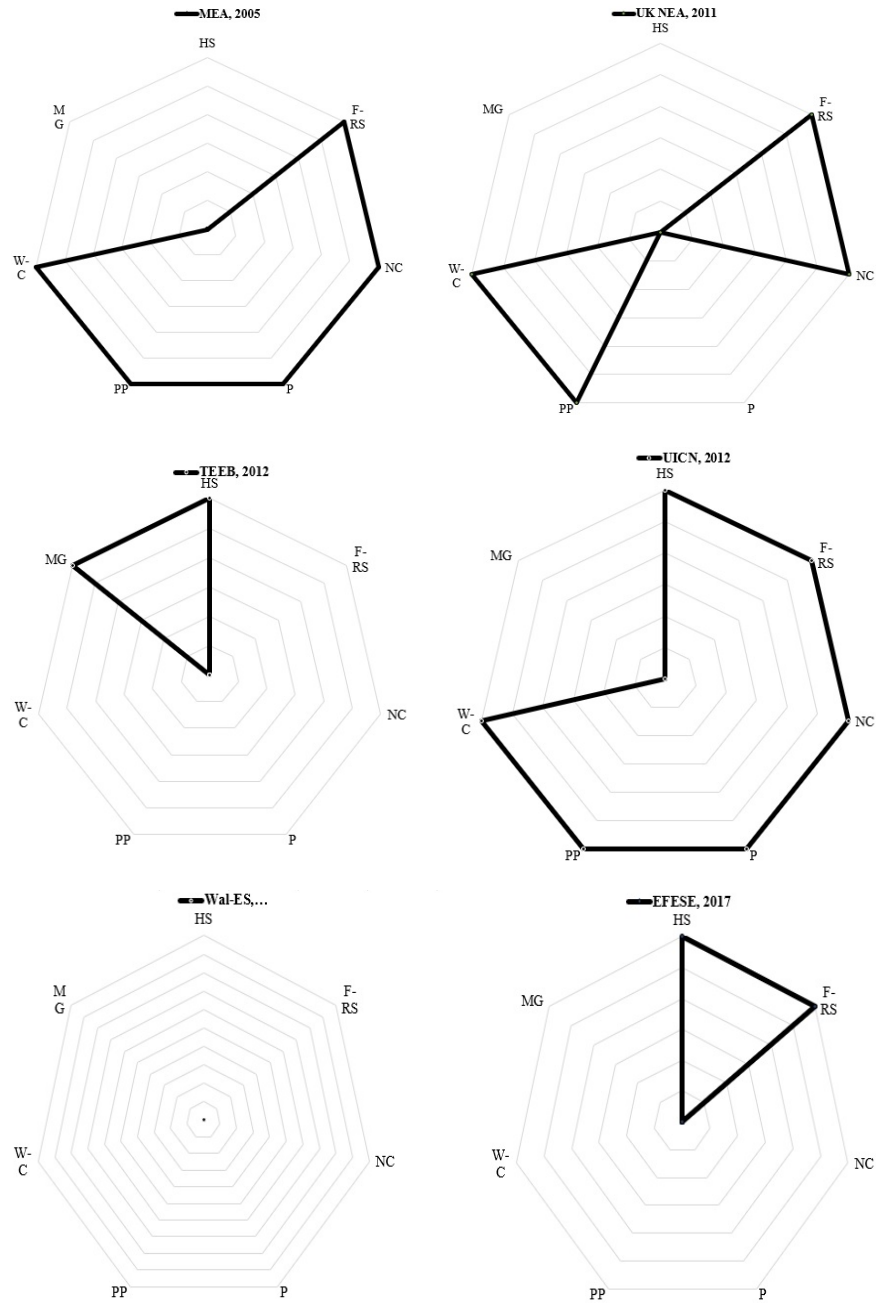 MEA, 2005
HS
F-
RS
NC
P
PP
W-
C
M
G
UK NEA, 2011
HS
F-
RS
NC
P
PP
W-
C
MG
TEEB, 2012
HS
F-
RS
NC
P
PP
W-
C
MG
UICN, 2012
HS
F-
RS
NC
P
PP
W-
C
MG
Wal-ES,...
HS
F-
RS
NC
P
PP
W-
C
M
G
EFESE, 2017
HS
F-
RS
NC
P
PP
W-
C
MG